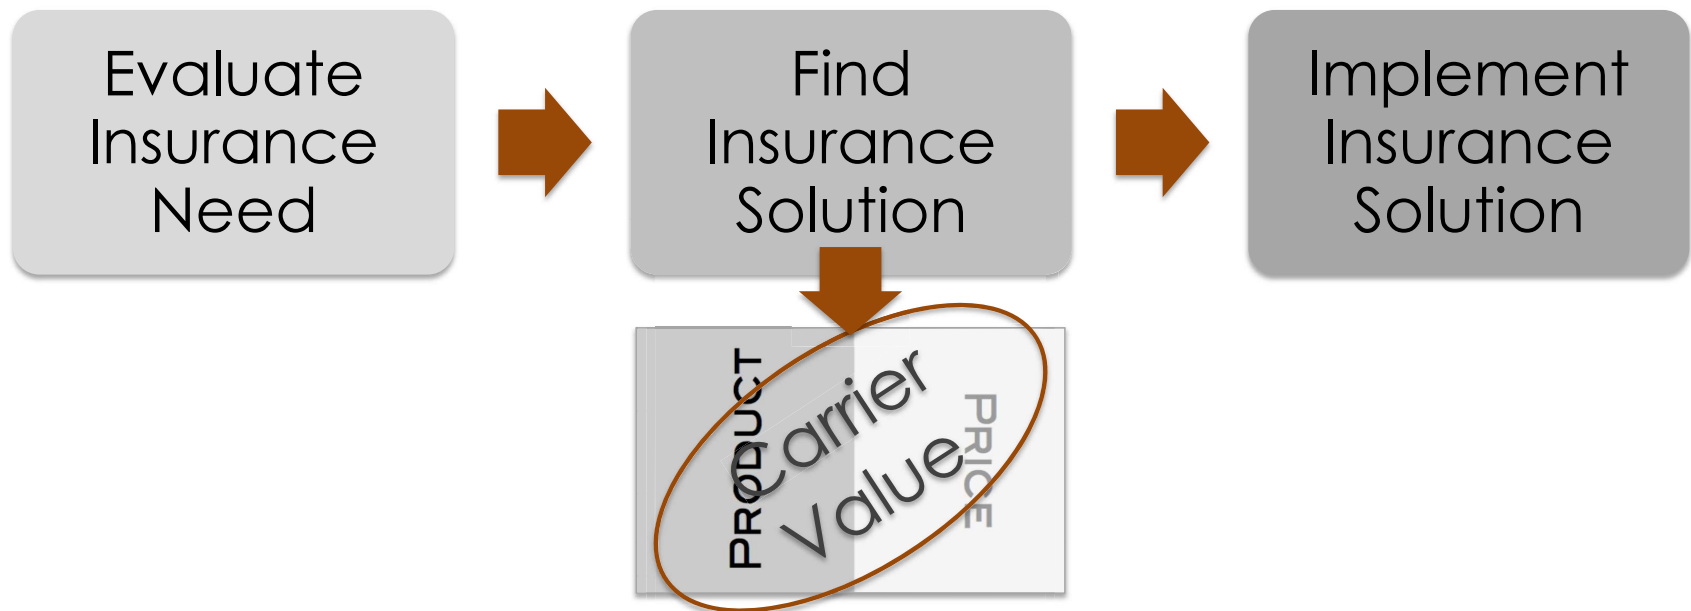 Evaluate
Insurance
Need
Find
Insurance
Solution
Implement
Insurance
Solution
PRODUCT
Carrier
Value
PRICE